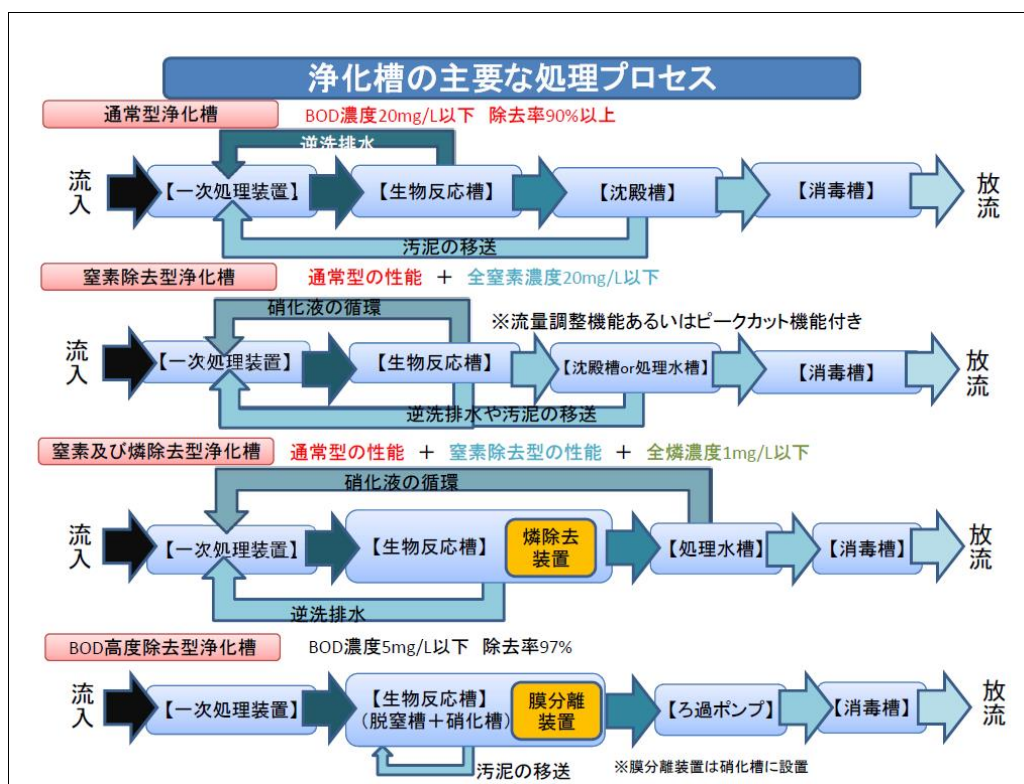 浄化槽の主要な処理プロセス
通常型浄化槽
BOD濃度20mg/L以下 除去率90%以上
逆洗排水
流入
【一次処理装置】
【生物反応槽】
【沈殿槽】
【消毒槽】
放流
汚泥の移送
窒素除去型浄化槽
通常型の性能 + 全窒素濃度20mg/L以下
硝化液の循環
※流量調整機能あるいはピークカット機能付き
流入
【一次処理装置】
【生物反応槽】
【沈殿槽or処理水槽】
【消毒槽】
放流
逆洗排水や汚泥の移送
窒素及び燐除去型浄化槽
通常型の性能 + 窒素除去型の性能 + 全燐濃度1mg/L以下
硝化液の循環
流入
【一次処理装置】
【生物反応槽】
燐除去
装置
【処理水槽】
【消毒槽】
放流
逆洗排水
BOD高度除去型浄化槽
BOD濃度5mg/L以下 除去率97%
流入
【一次処理装置】
【生物反応槽】
(脱窒槽+硝化槽)
膜分離
装置
【ろ過ポンプ】
【消毒槽】
放流
汚泥の移送
※膜分離装置は硝化槽に設置